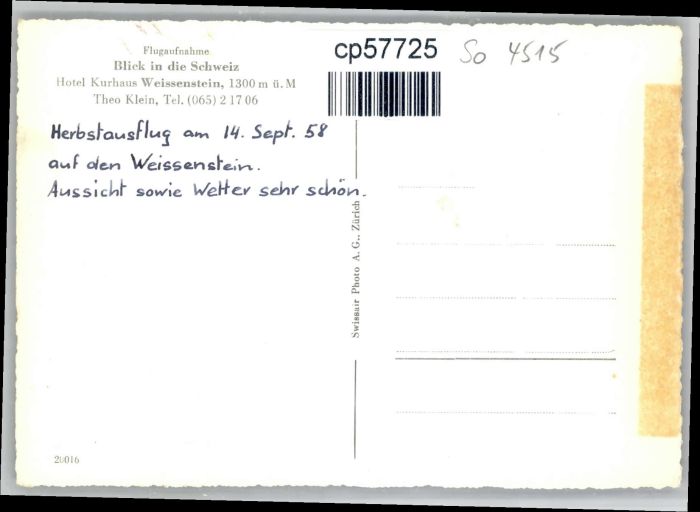 Flugaufnahme
Blick in die Schweiz
Hotel Kurhaus Weissenstein, 1300 m ü. M
Theo Klein, Tel. (065) 2 17 06
cp57725
So 4515
Herbstausflug am 14. Sept. 58
auf den Weissenstein.
Aussicht sowie Wetter sehr schön.
Swissair Photo A. G., Zürich
20016